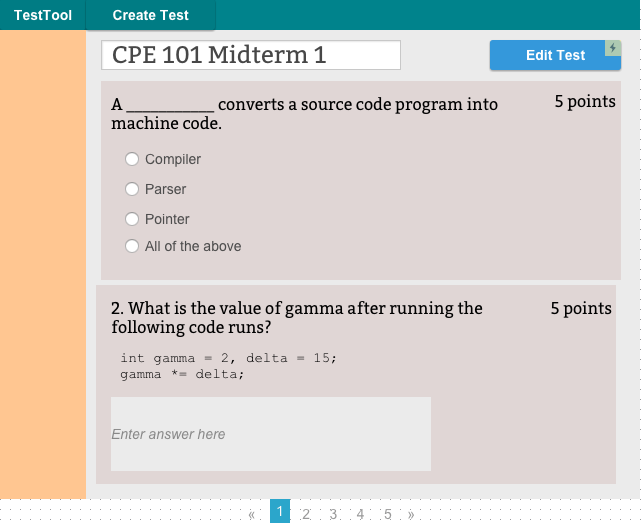 TestTool Create Test
CPE 101 Midterm 1
Edit Test
A __________ converts a source code program into
machine code.
5 points
Compiler
Parser
Pointer
All of the above
2. What is the value of gamma after running the
following code runs?
5 points
int gamma = 2, delta = 15;
gamma *= delta;
Enter answer here
« 1 2 3 4 5 »